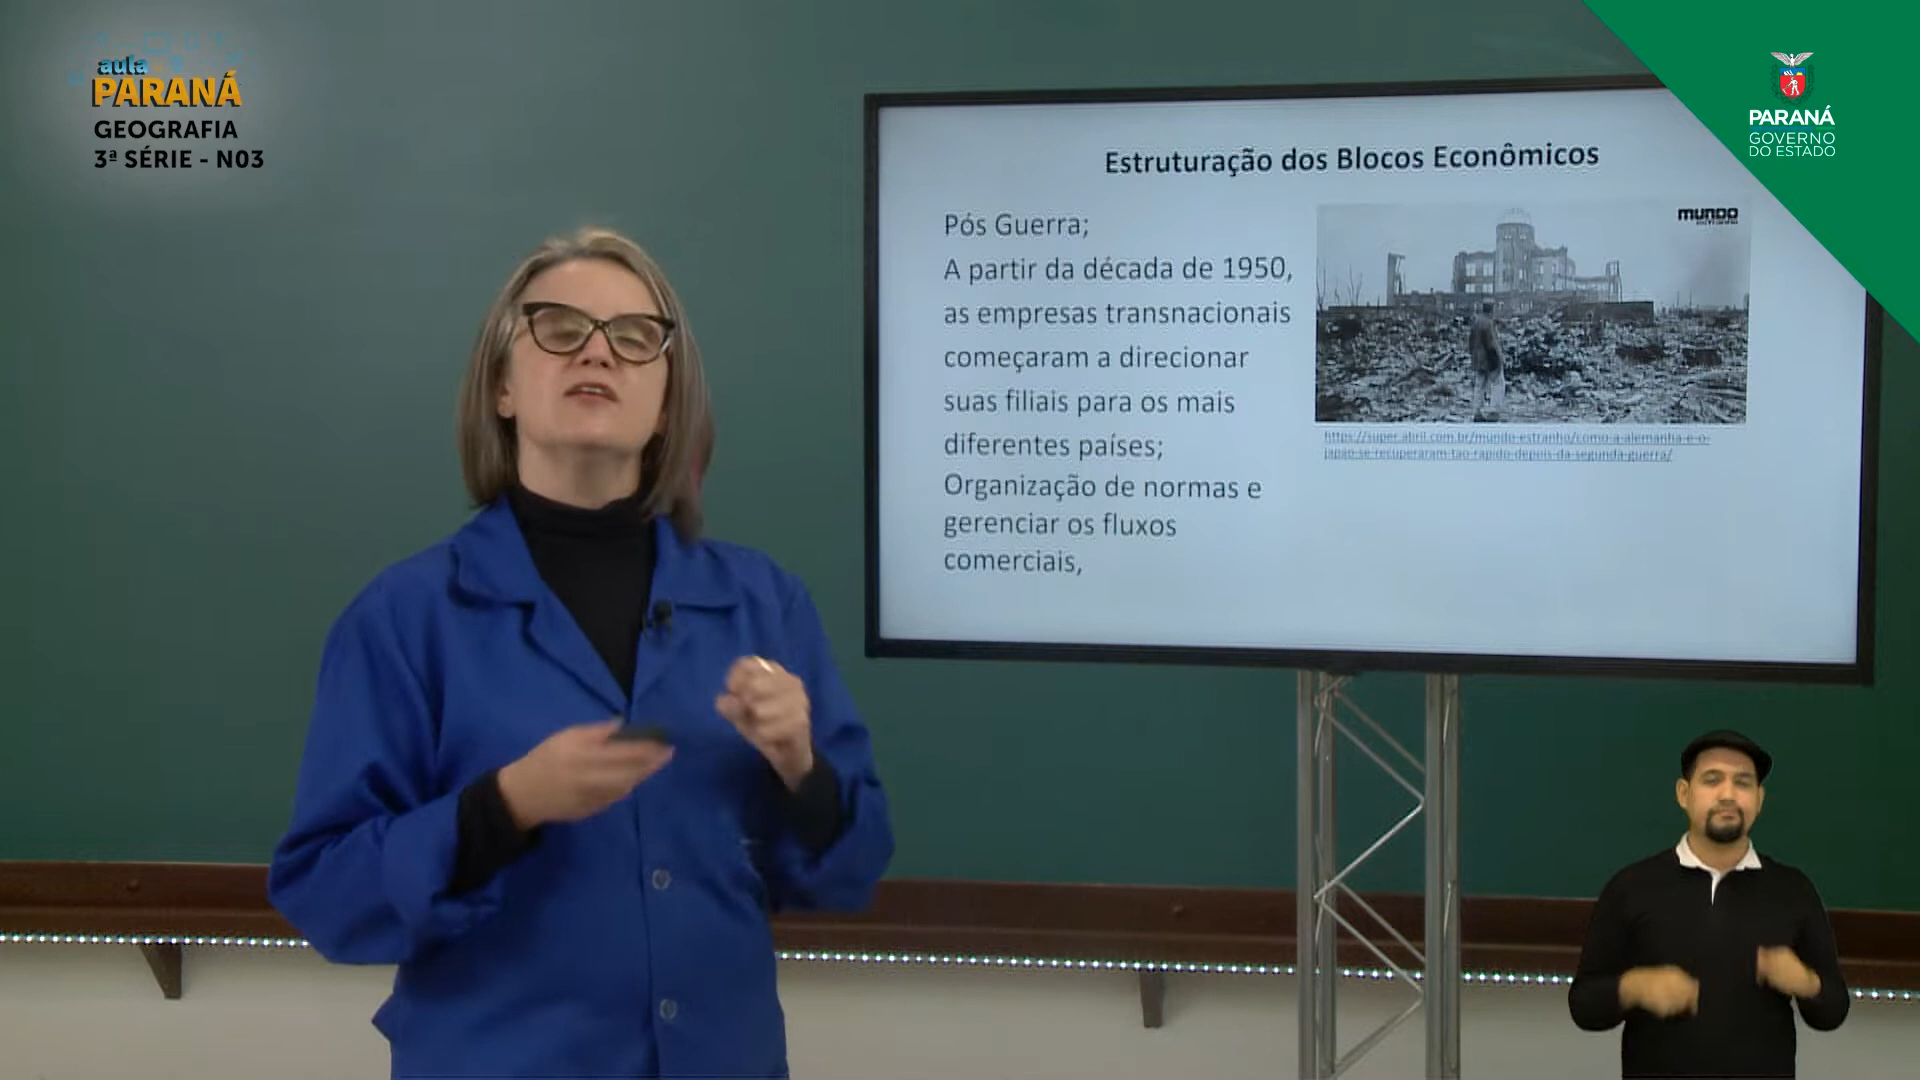 aula
PARANÁ
GEOGRAFIA
3ª SÉRIE - N03
PARANÁ
GOVERNO
DO ESTADO
Estruturação dos Blocos Econômicos
Pós Guerra;
A partir da década de 1950,
as empresas transnacionais
começaram a direcionar
suas filiais para os mais
diferentes países;
Organização de normas e
gerenciar os fluxos
comerciais,
mundo
https://super.abril.com.br/mundo-estranho/como-a-alemanha-e-o-
japao-se-recuperaram-tao-rapido-depois-da-segunda-guerra/